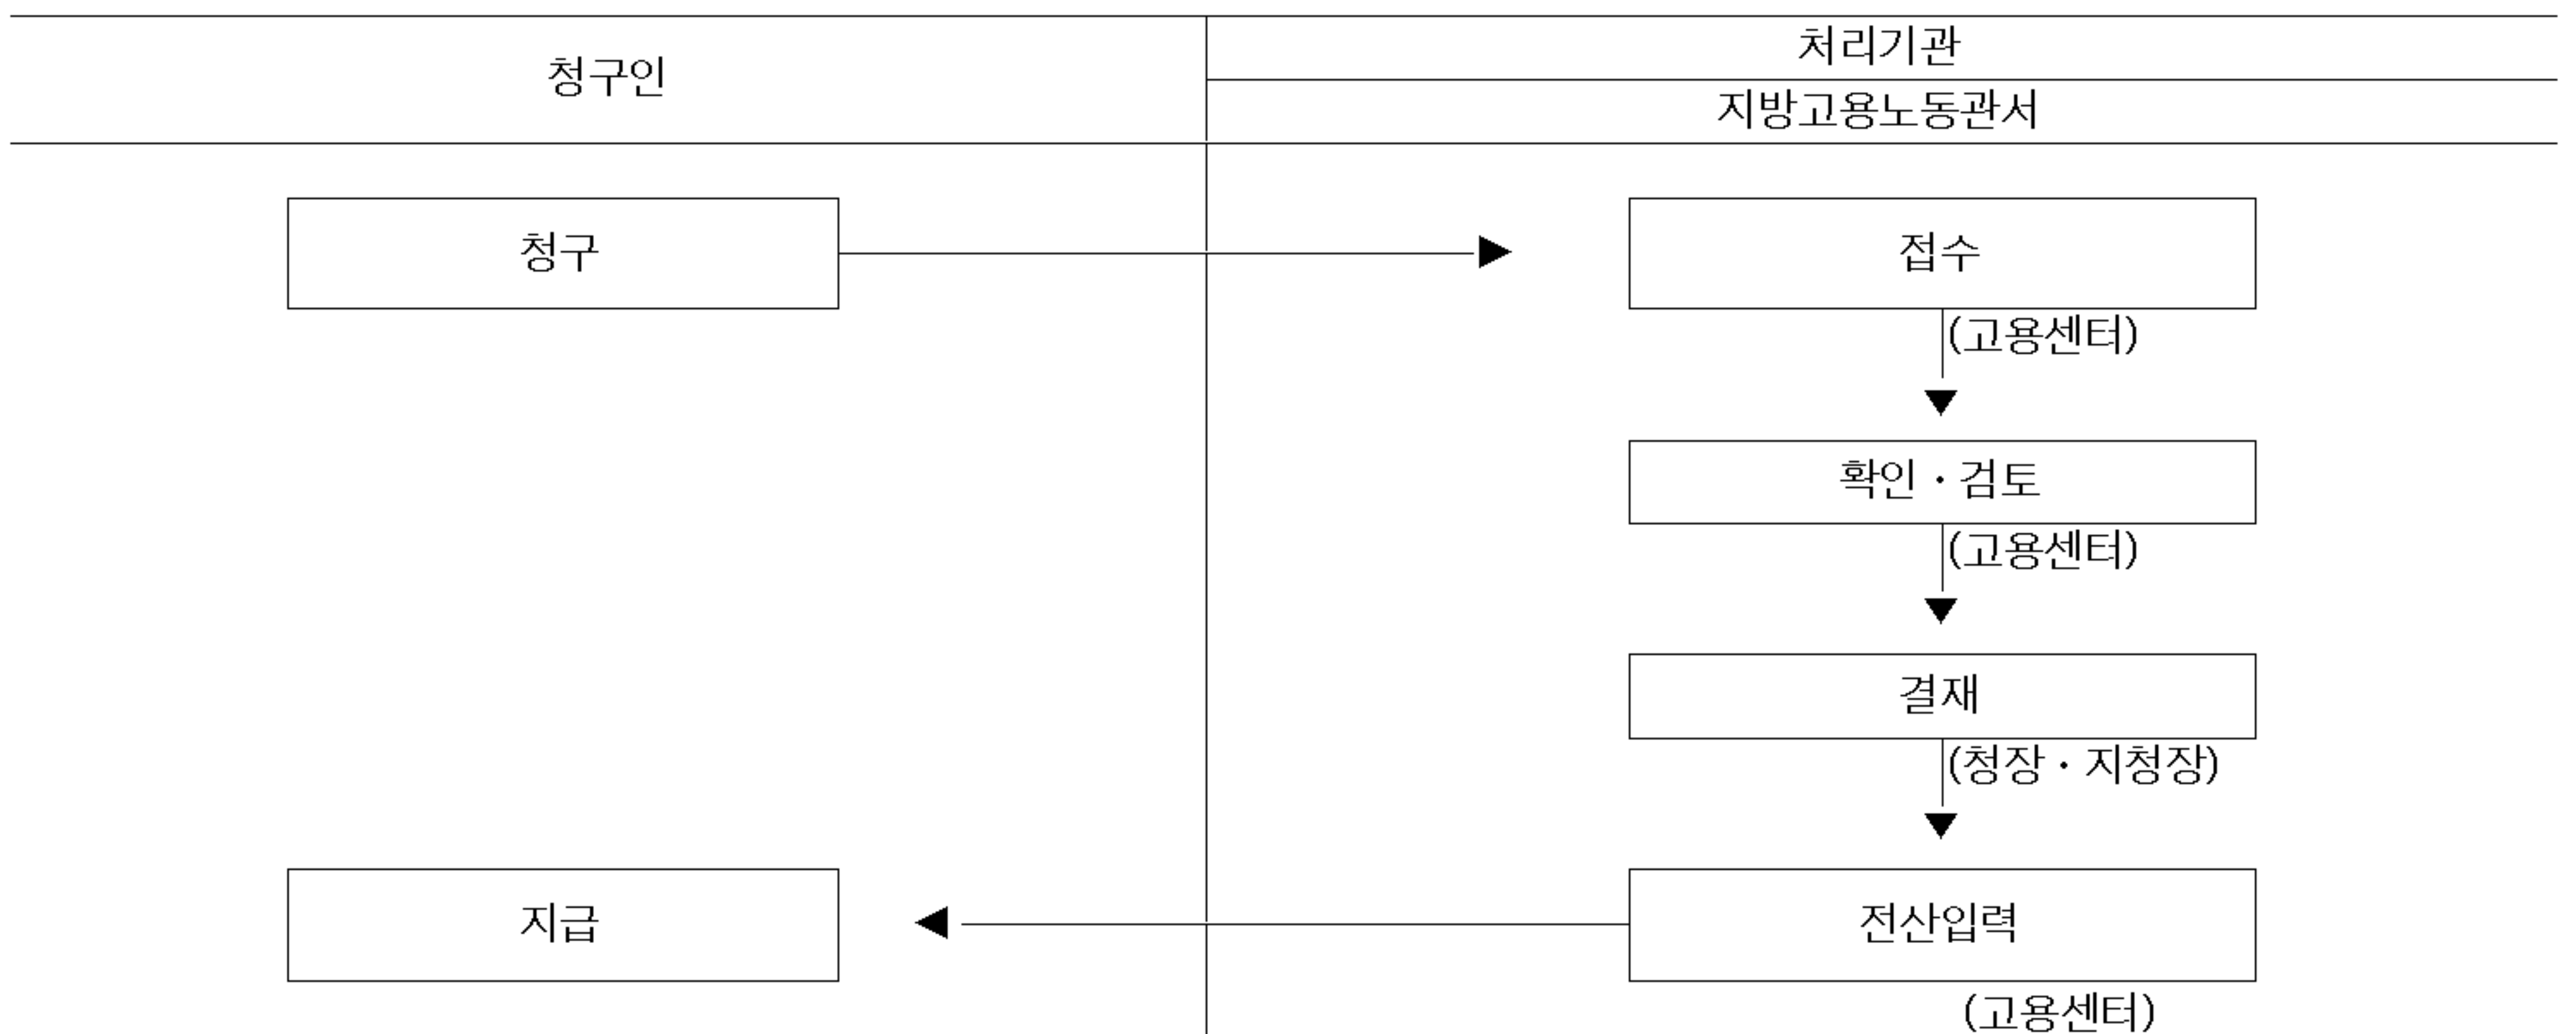 청구인
처리기관
지방고용노동관서
청구
접수
(고용센터)
확인 · 검토
(고용센터)
결재
(청장 · 지청장)
지급
전산입력
(고용센터)